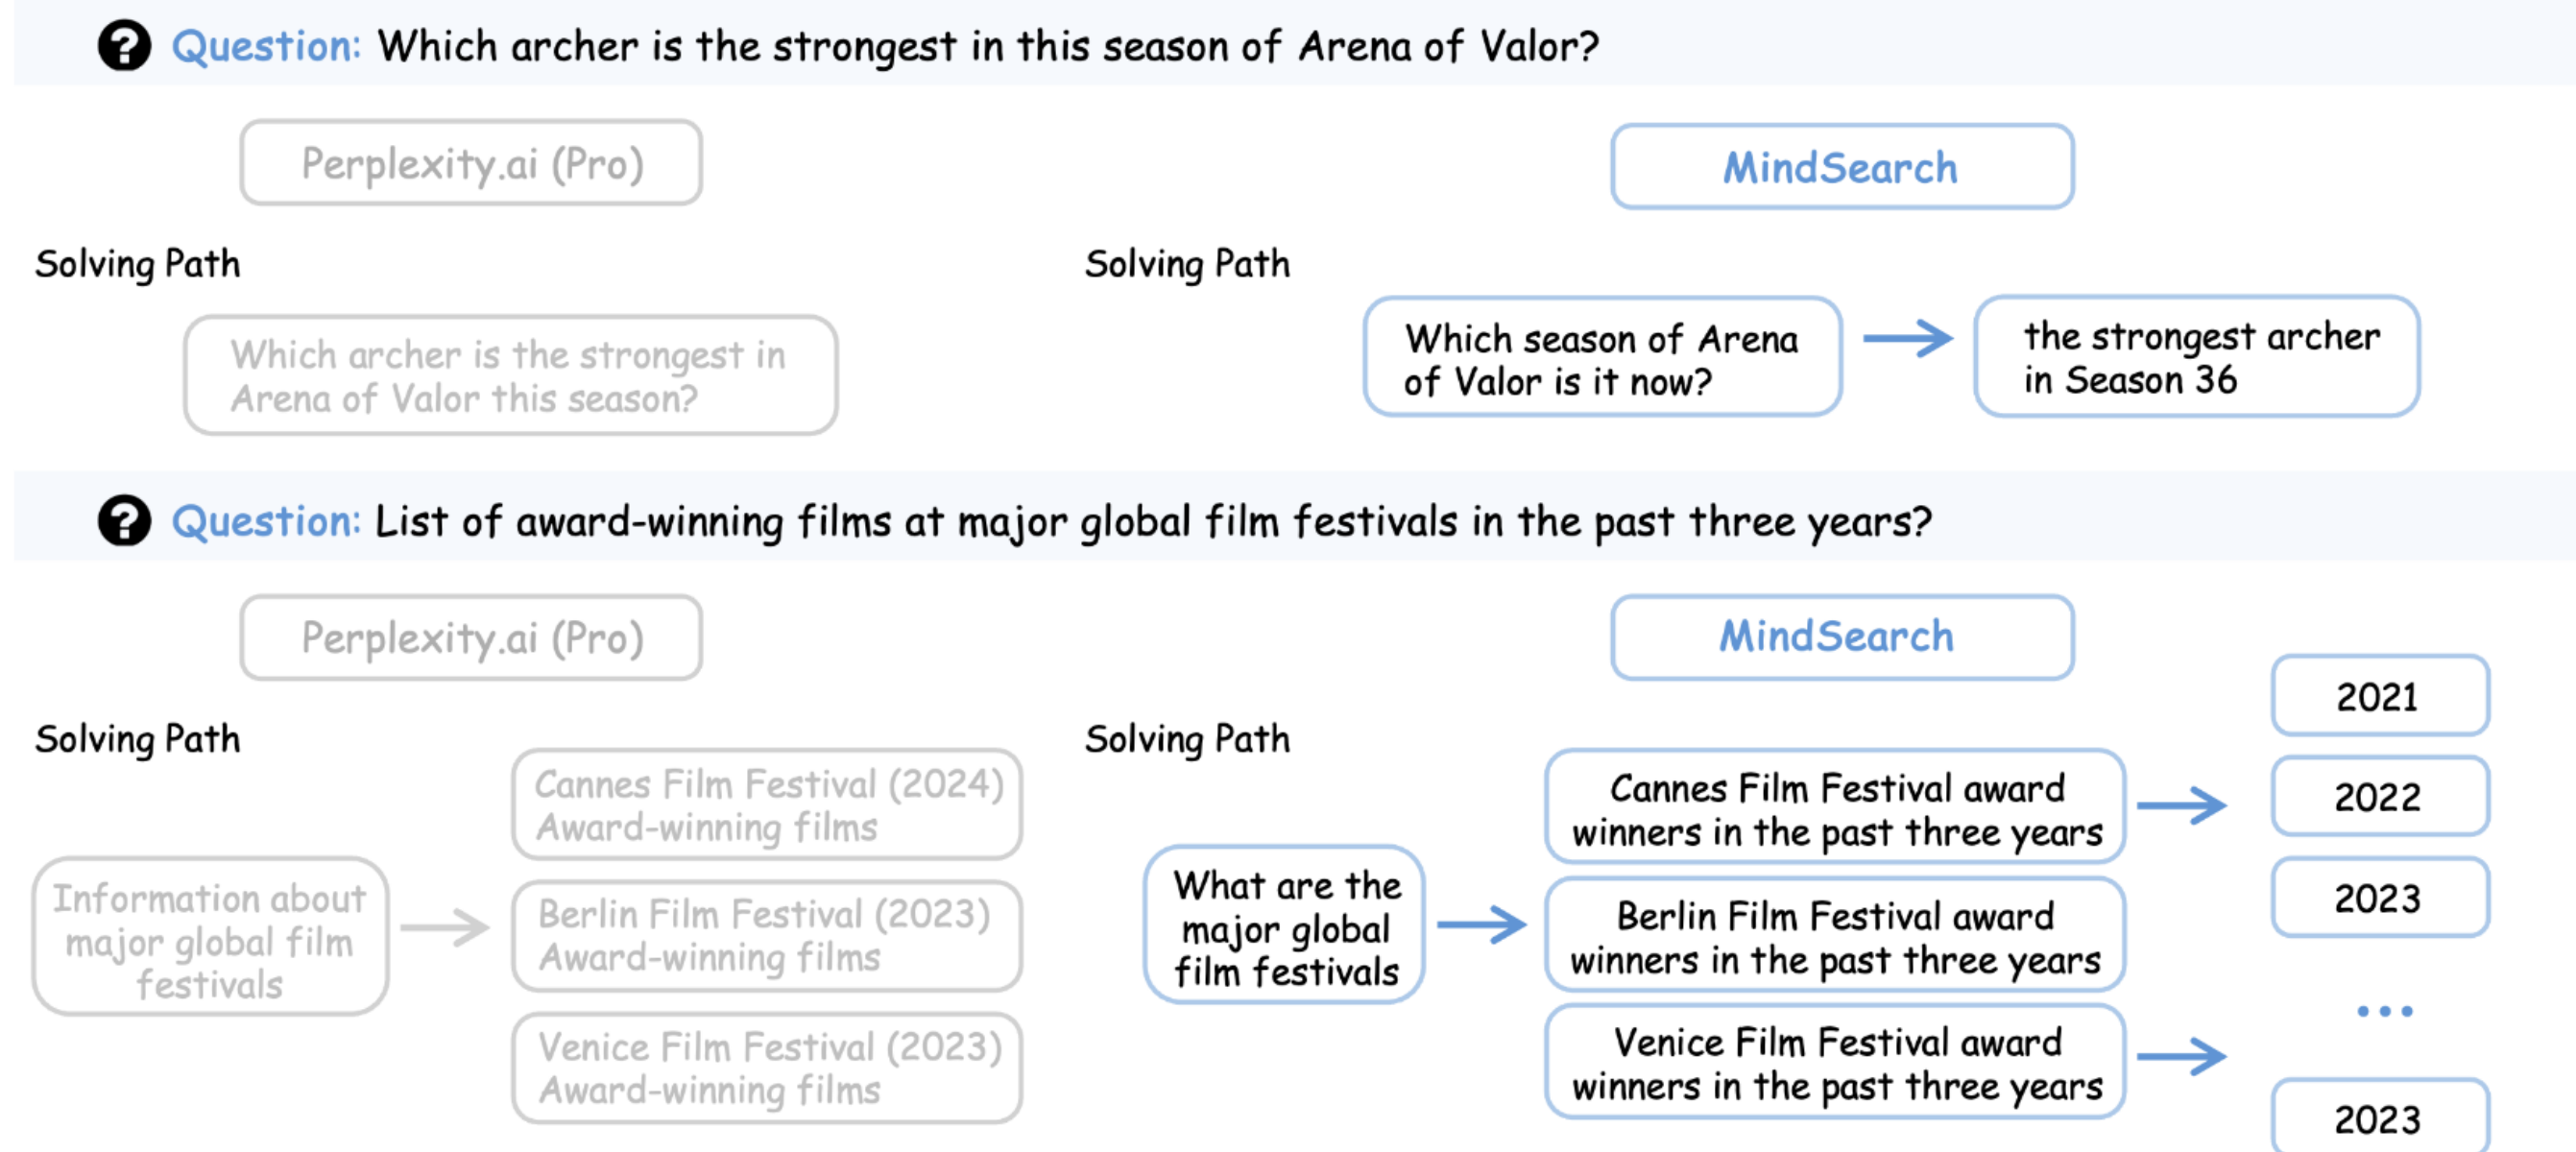 Question: Which archer is the strongest in this season of Arena of Valor?
Perplexity.ai (Pro)
MindSearch
Solving Path
Solving Path
Which archer is the strongest in
Arena of Valor this season?
Which season of Arena
of Valor is it now?
the strongest archer
in Season 36
Question: List of award-winning films at major global film festivals in the past three years?
Perplexity.ai (Pro)
MindSearch
Solving Path
Solving Path
Information about
major global film
festivals
Cannes Film Festival (2024)
Award-winning films
Berlin Film Festival (2023)
Award-winning films
Venice Film Festival (2023)
Award-winning films
What are the
major global
film festivals
Cannes Film Festival award
winners in the past three years
Berlin Film Festival award
winners in the past three years
Venice Film Festival award
winners in the past three years
2021
2022
2023
...
2023